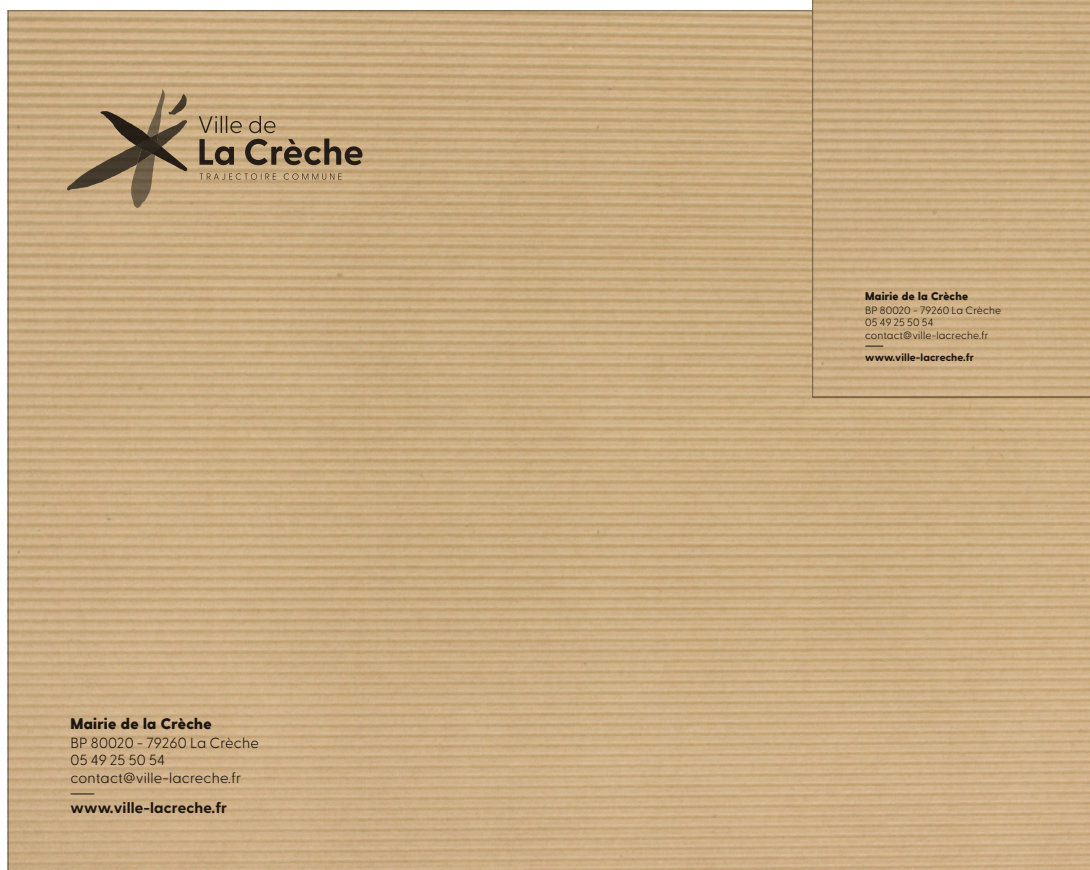 Ville de
La Crèche
TRAJECTOIRE COMMUNE
Mairie de la Crèche
BP 80020 - 79260 La Crèche
05 49 25 50 54
contact@ville-lacreche.fr
www.ville-lacreche.fr
Mairie de la Crèche
BP 80020 - 79260 La Crèche
05 49 25 50 54
contact@ville-lacreche.fr
www.ville-lacreche.fr